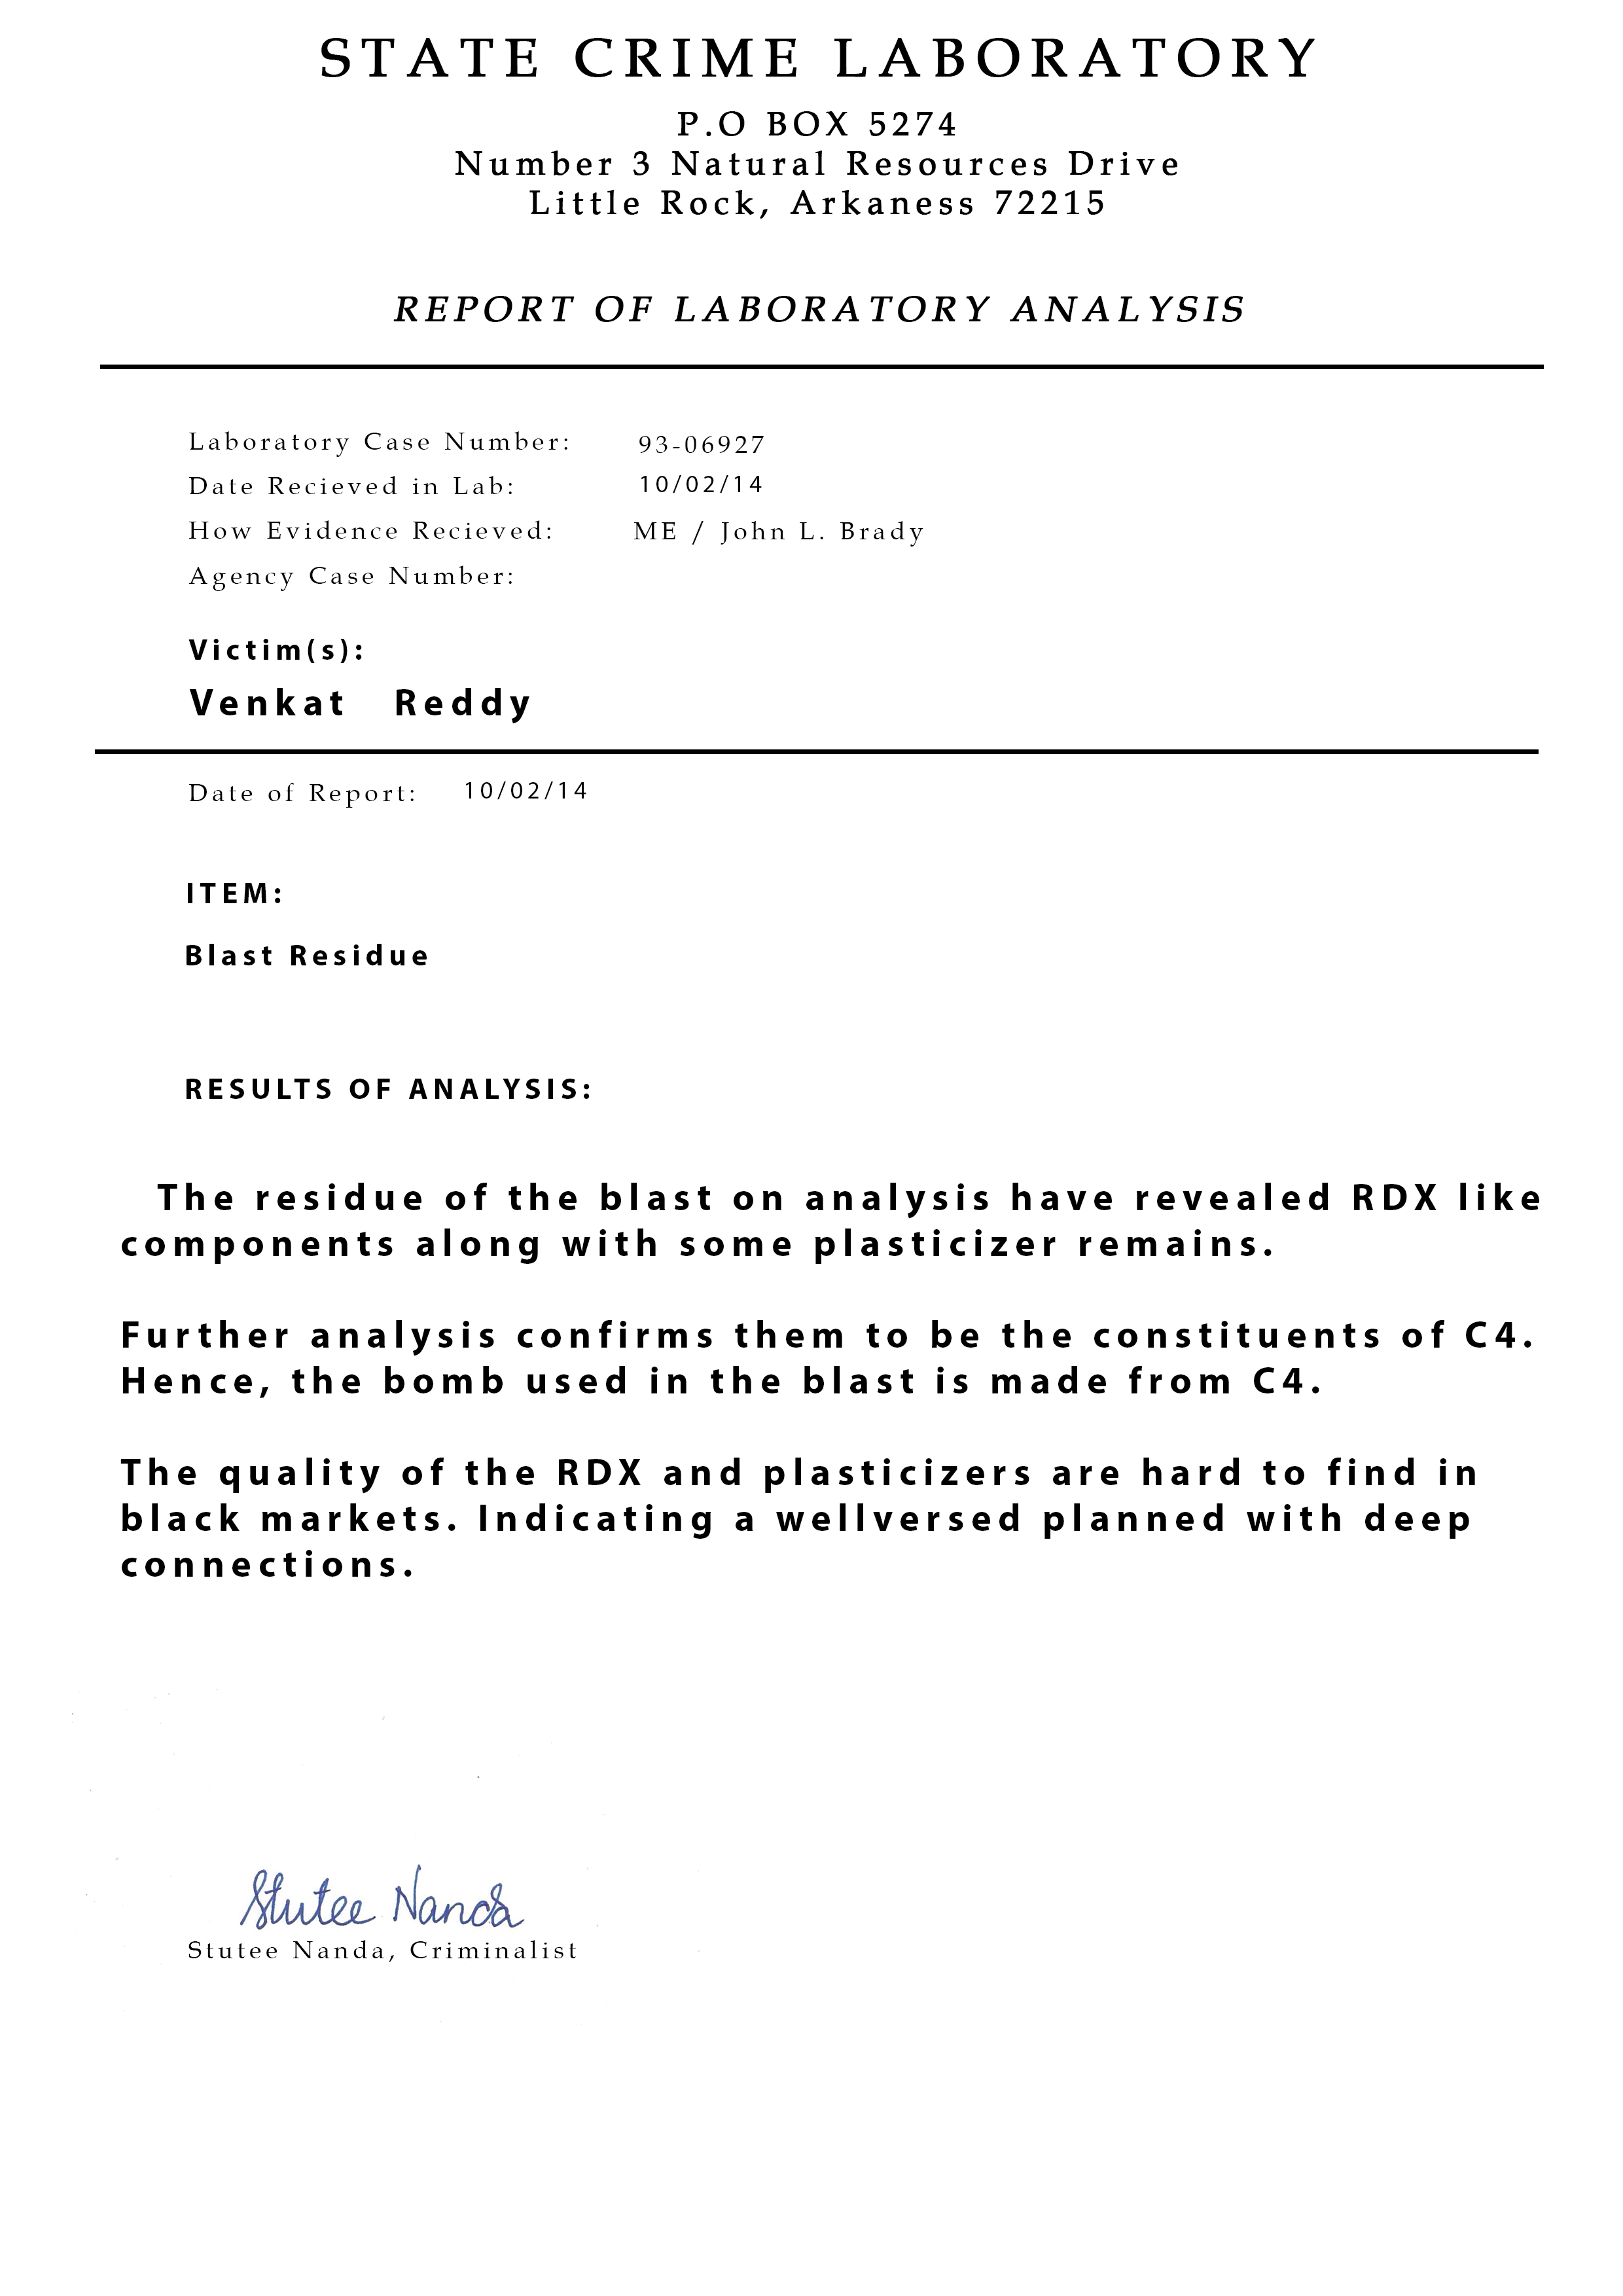 STATE CRIME LABORATORY
P.O BOX 5274
Number 3 Natural Resources Drive
Little Rock, Arkaness 72215
REPORT OF LABORATORY ANALYSIS
Laboratory Case Number: 93-06927
Date Recieved in Lab: 10/02/14
How Evidence Recieved: ME / John L. Brady
Agency Case Number:
Victim(s):
Venkat Reddy
Date of Report: 10/02/14
ITEM:
Blast Residue
RESULTS OF ANALYSIS:
The residue of the blast on analysis have revealed RDX like
components along with some plasticizer remains.
Further analysis confirms them to be the constituents of C4.
Hence, the bomb used in the blast is made from C4.
The quality of the RDX and plasticizers are hard to find in
black markets. Indicating a wellversed planned with deep
connections.
Stutee Nanda
Stutee Nanda, Criminalist